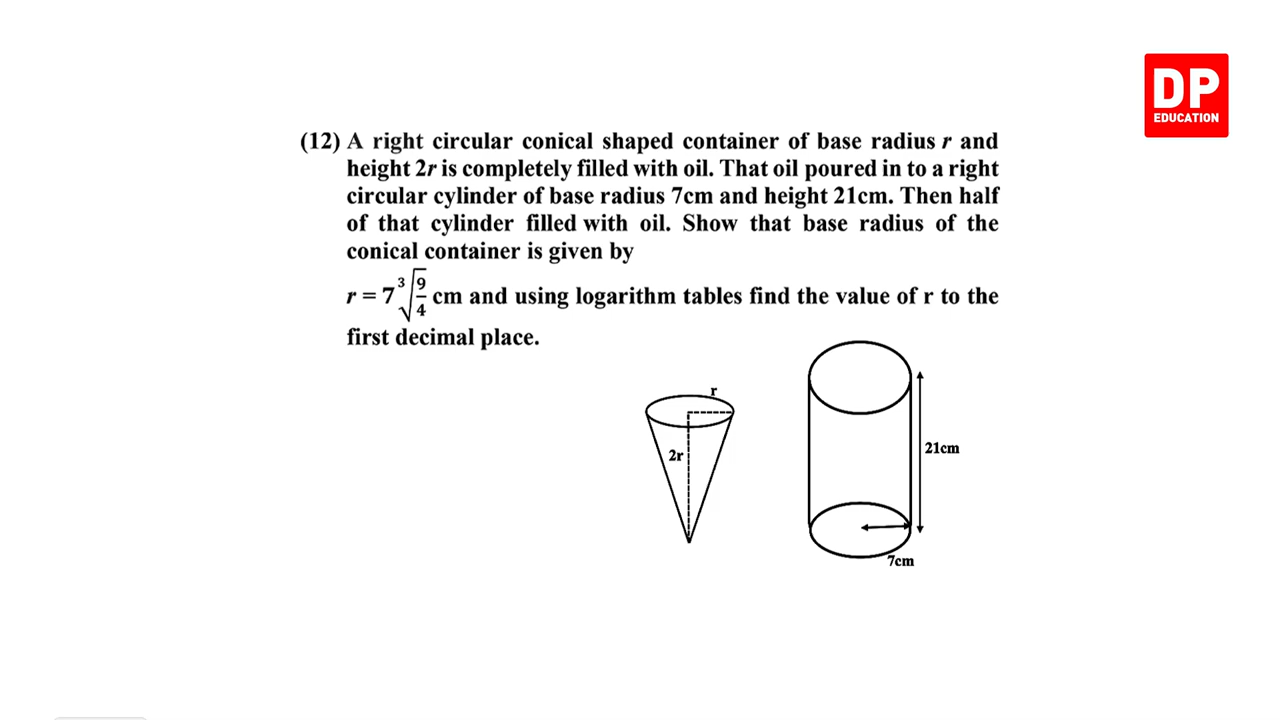 DP
EDUCATION
(12) A right circular conical shaped container of base radius r and
height 2r is completely filled with oil. That oil poured in to a right
circular cylinder of base radius 7cm and height 21cm. Then half
of that cylinder filled with oil. Show that base radius of the
conical container is given by
r = 7∛(9/4) cm and using logarithm tables find the value of r to the
first decimal place.
r
2r
21cm
7cm